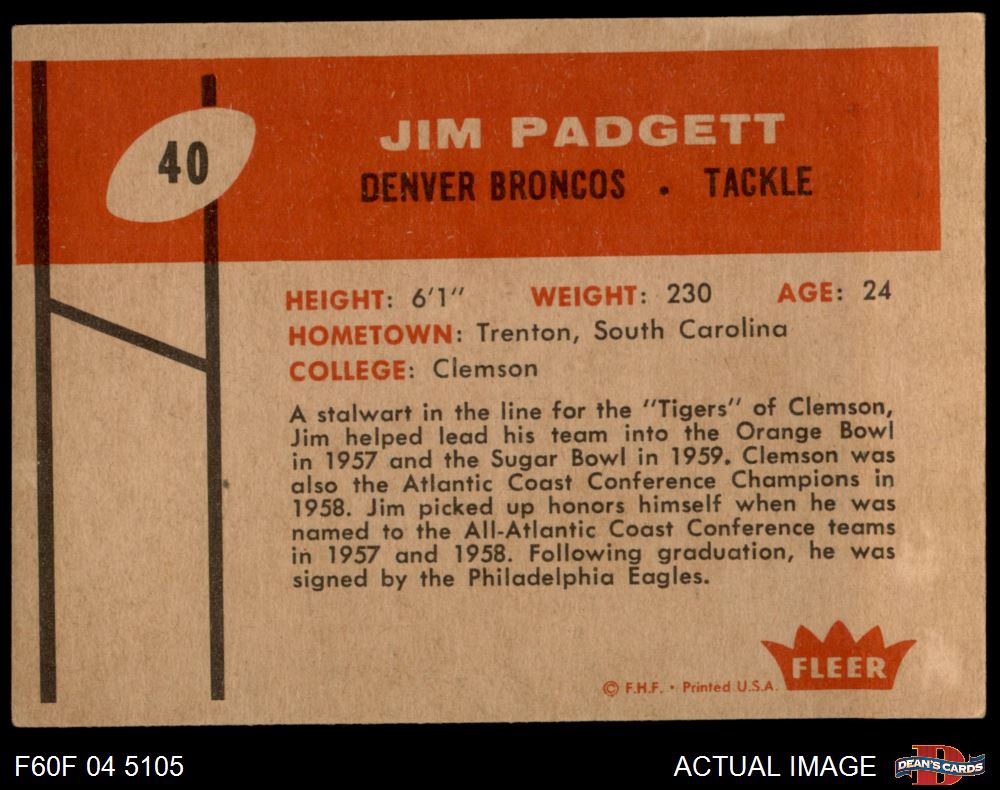 40
JIM PADGETT
DENVER BRONCOS • TACKLE
HEIGHT: 6'1" WEIGHT: 230 AGE: 24
HOMETOWN: Trenton, South Carolina
COLLEGE: Clemson
A stalwart in the line for the "Tigers" of Clemson,
Jim helped lead his team into the Orange Bowl
in 1957 and the Sugar Bowl in 1959. Clemson was
also the Atlantic Coast Conference Champions in
1958. Jim picked up honors himself when he was
named to the All-Atlantic Coast Conference teams
in 1957 and 1958. Following graduation, he was
signed by the Philadelphia Eagles.
FLEER
© F.H.F. • Printed U.S.A.
F60F 04 5105
ACTUAL IMAGE
D
DEAN'S CARDS